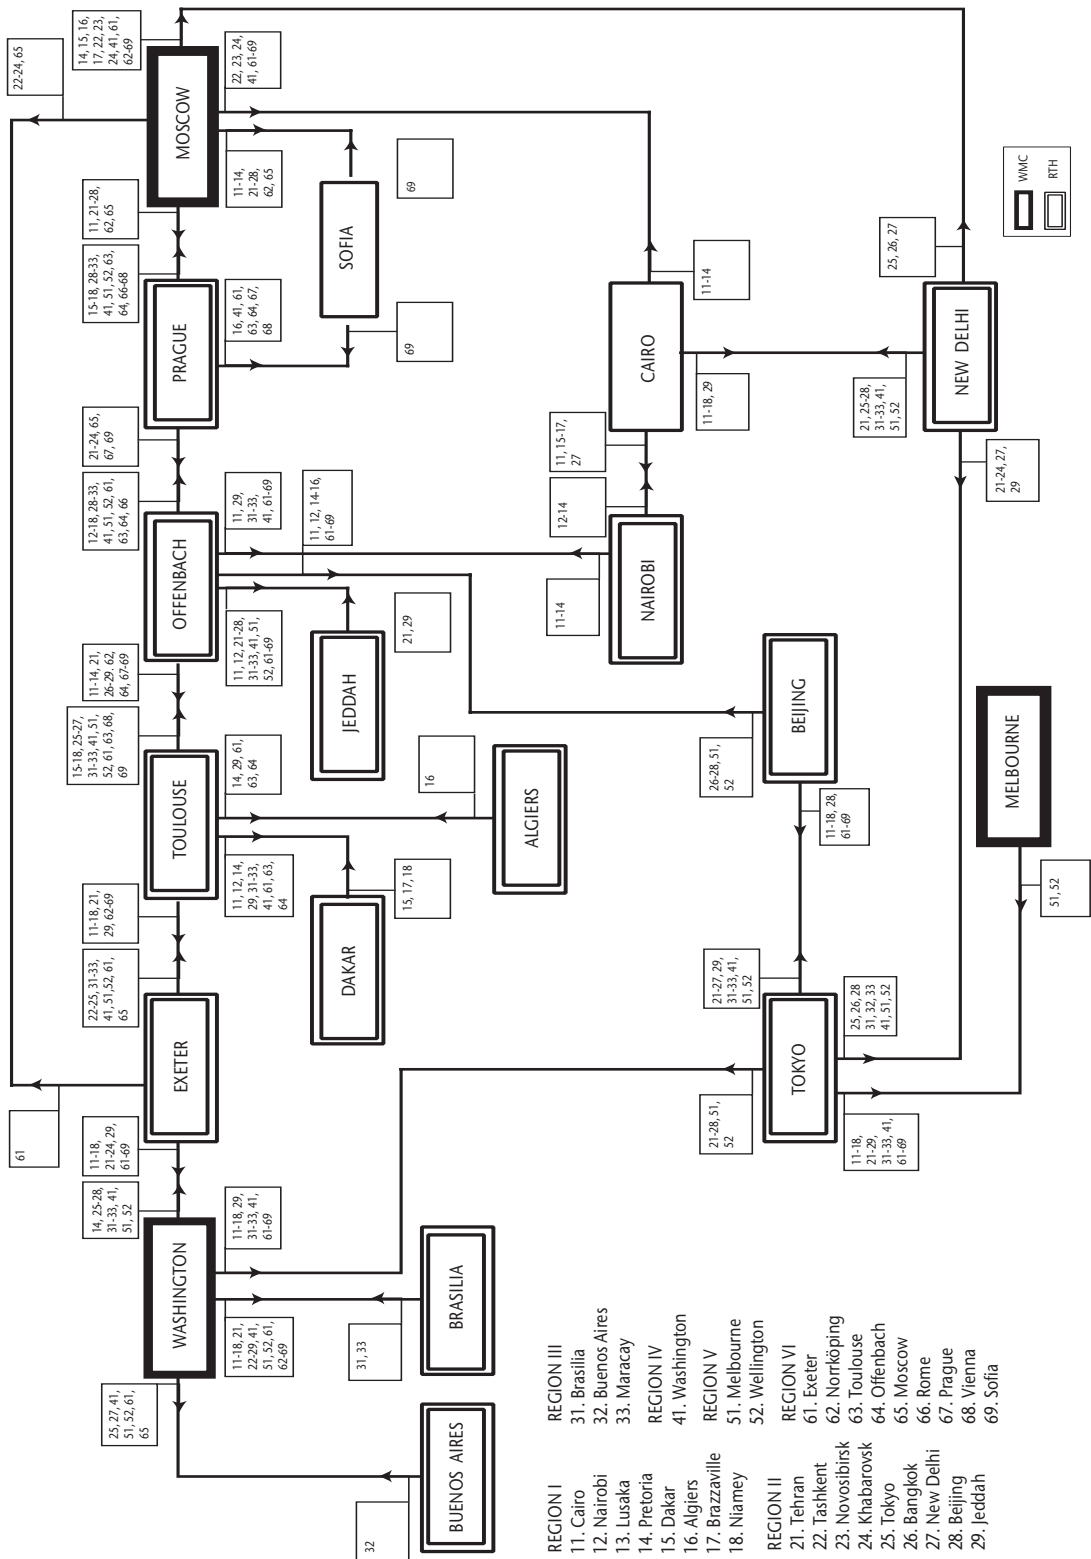 61
22-24, 65
25, 27, 41
51, 52, 61,
65
14, 25-28,
31-33, 41,
51, 52
11-18,
21-24, 29,
61-69
22-25, 31-33,
41, 51,52, 61,
65
11-18, 21,
29, 62-69
15-18, 25-27,
31-33, 41, 51,
52, 61, 63, 68,
69
11-14, 21,
26-29. 62,
64, 67-69
12-18, 28-33,
41, 51, 52, 61,
63, 64, 66
21-24, 65,
67, 69
15-18, 28-33,
41, 51, 52, 63,
64, 66-68
11, 21-28,
62, 65
14, 15, 16,
17, 22, 23,
24, 41, 61,
62-69
WASHINGTON
EXETER
TOULOUSE
OFFENBACH
PRAGUE
MOSCOW
11-18, 21,
22-29, 41,
51, 52, 61,
62-69
11-18, 29,
31-33, 41,
61-69
11, 12, 14,
29, 31-33,
41, 61, 63,
64
14, 29, 61,
63, 64
11, 12, 21-28,
31-33, 41, 51,
52, 61-69
11, 29,
31-33,
41, 61-69
11, 12, 14-16,
61-69
16, 41, 61,
63, 64, 67,
68
11-14,
21-28,
62, 65
22, 23, 24,
41, 61-69
32
31, 33
DAKAR
JEDDAH
SOFIA
15, 17, 18
16
21, 29
69
69
BUENOS AIRES
BRASILIA
ALGIERS
11-14
12-14
11, 15-17,
27
NAIROBI
CAIRO
11-14
21-28, 51,
52
21-27, 29,
31-33, 41,
51, 52
26-28, 51,
52
11-18, 29
TOKYO
BEIJING
11-18,
21-29,
31-33, 41,
61-69
25, 26, 28
31, 32, 33
41, 51, 52
11-18, 28,
61-69
21, 25-28,
31-33, 41,
51, 52
25, 26, 27
NEW DELHI
21-24, 27,
29
MELBOURNE
51, 52
WMC
RTH
REGION I
11. Cairo
12. Nairobi
13. Lusaka
14. Pretoria
15. Dakar
16. Algiers
17. Brazzaville
18. Niamey
REGION II
21. Tehran
22. Tashkent
23. Novosibirsk
24. Khabarovsk
25. Tokyo
26. Bangkok
27. New Delhi
28. Beijing
29. Jeddah
REGION III
31. Brasilia
32. Buenos Aires
33. Maracay
REGION IV
41. Washington
REGION V
51. Melbourne
52. Wellington
REGION VI
61. Exeter
62. Norrköping
63. Toulouse
64. Offenbach
65. Moscow
66. Rome
67. Prague
68. Vienna
69. Sofia